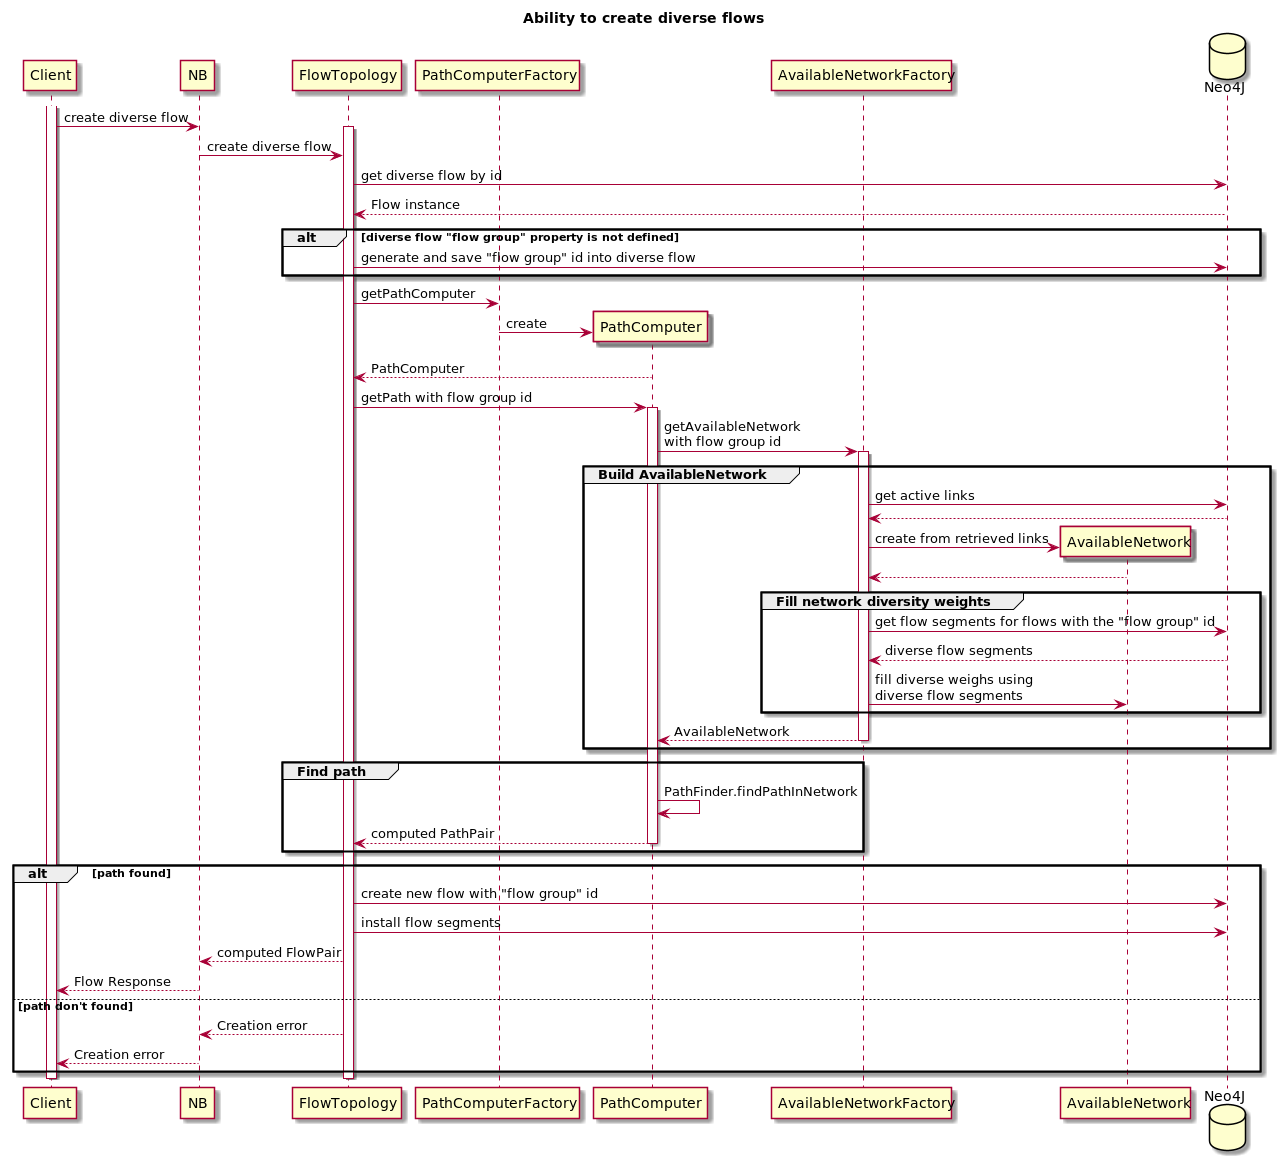 Ability to create diverse flows
Client
NB
FlowTopology
PathComputerFactory
AvailableNetworkFactory
Neo4J
create diverse flow
create diverse flow
get diverse flow by id
Flow instance
alt
[diverse flow "flow group" property is not defined]
generate and save "flow group" id into diverse flow
getPathComputer
create
PathComputer
PathComputer
getPath with flow group id
getAvailableNetwork
with flow group id
Build AvailableNetwork
get active links
create from retrieved links
AvailableNetwork
Fill network diversity weights
get flow segments for flows with the "flow group" id
diverse flow segments
fill diverse weighs using
diverse flow segments
AvailableNetwork
Find path
PathFinder.findPathInNetwork
computed PathPair
alt
[path found]
create new flow with "flow group" id
install flow segments
computed FlowPair
Flow Response
[path don't found]
Creation error
Creation error
Client
NB
FlowTopology
PathComputerFactory
PathComputer
AvailableNetworkFactory
AvailableNetwork
Neo4J